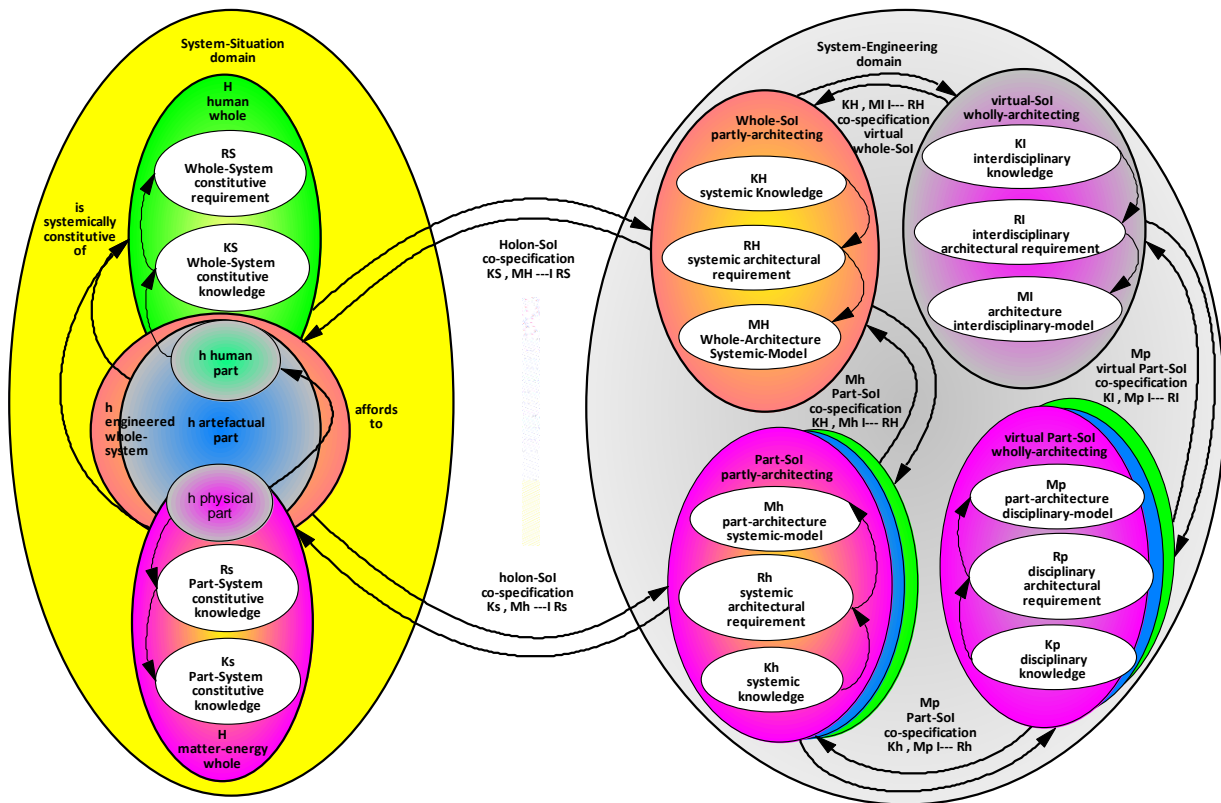 System-Situation
domain
H
human
whole
RS
Whole-System
constitutive
requirement
KS
Whole-System
constitutive
knowledge
is
systemically
constitutive
of
h human
part
h
engineered
whole-
system
h artefactual
part
affords
to
h physical
part
Rs
Part-System
constitutive
knowledge
Ks
Part-System
constitutive
knowledge
H
matter-energy
whole
Holon-SoI
co-specification
KS , MH ---I RS
holon-SoI
co-specification
Ks , Mh ---I Rs
System-Engineering
domain
Whole-SoI
partly-architecting
KH
systemic Knowledge
RH
systemic architectural
requirement
MH
Whole-Architecture
Systemic-Model
KH , MI I--- RH
co-specification
virtual
whole-SoI
virtual-SoI
wholly-architecting
KI
interdisciplinary
knowledge
RI
interdisciplinary
architectural requirement
MI
architecture
interdisciplinary-model
Mh
Part-SoI
co-specification
KH , Mh I--- RH
Mp
virtual Part-SoI
co-specification
KI , Mp I--- RI
Part-SoI
partly-architecting
Mh
part-architecture
systemic-model
Rh
systemic
architectural
requirement
Kh
systemic
knowledge
virtual Part-SoI
wholly-architecting
Mp
part-architecture
disciplinary-model
Rp
disciplinary
architectural
requirement
Kp
disciplinary
knowledge
Mp
Part-SoI
co-specification
Kh , Mp I--- Rh